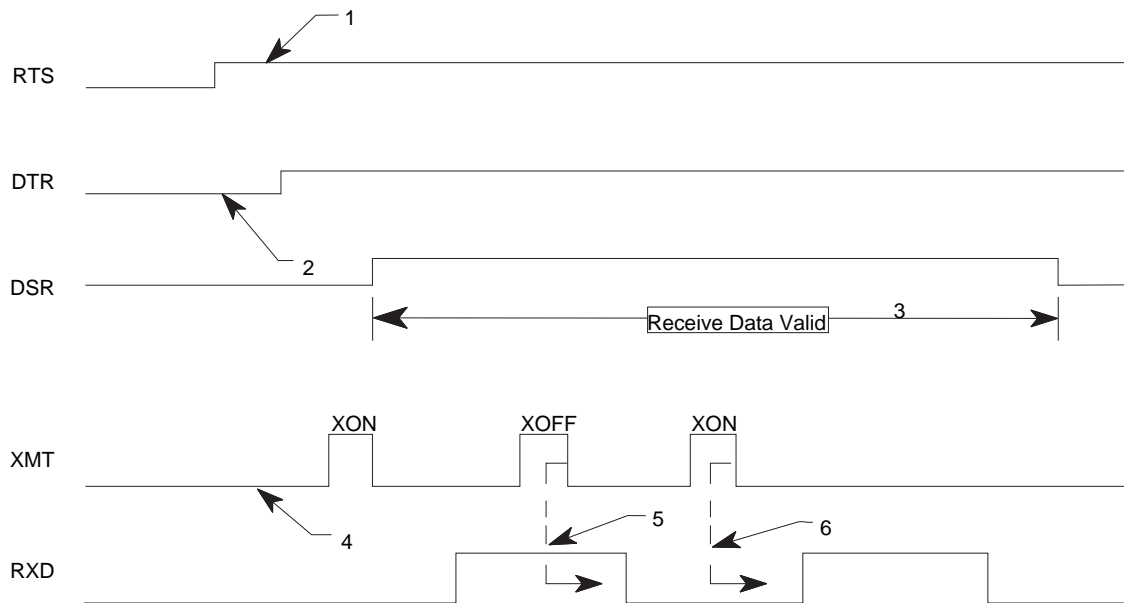 1
RTS
DTR
2
DSR
Receive Data Valid
3
XON
XOFF
XON
XMT
4
5
6
RXD